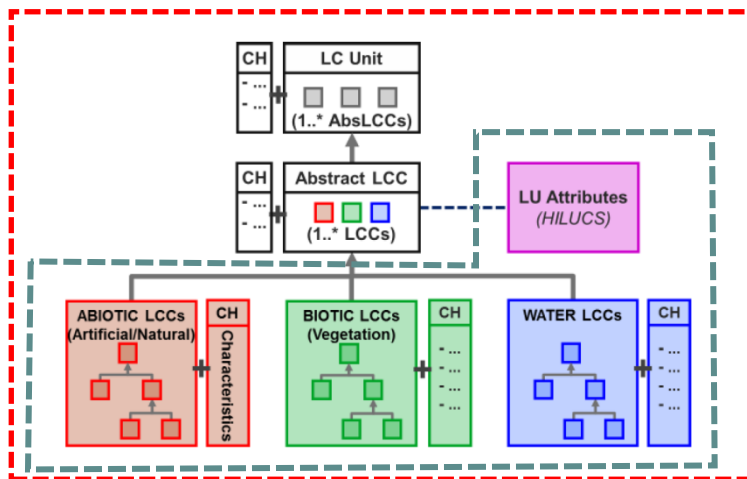 CH
LC Unit
- ...
- ...
(1..* AbsLCCs)
CH
Abstract LCC
- ...
- ...
(1..* LCCs)
LU Attributes
(HILUCS)
ABIOTIC LCCs
(Artificial/Natural)
CH
Characteristics
BIOTIC LCCs
(Vegetation)
CH
- ...
- ...
- ...
- ...
WATER LCCs
CH
- ...
- ...
- ...
- ...